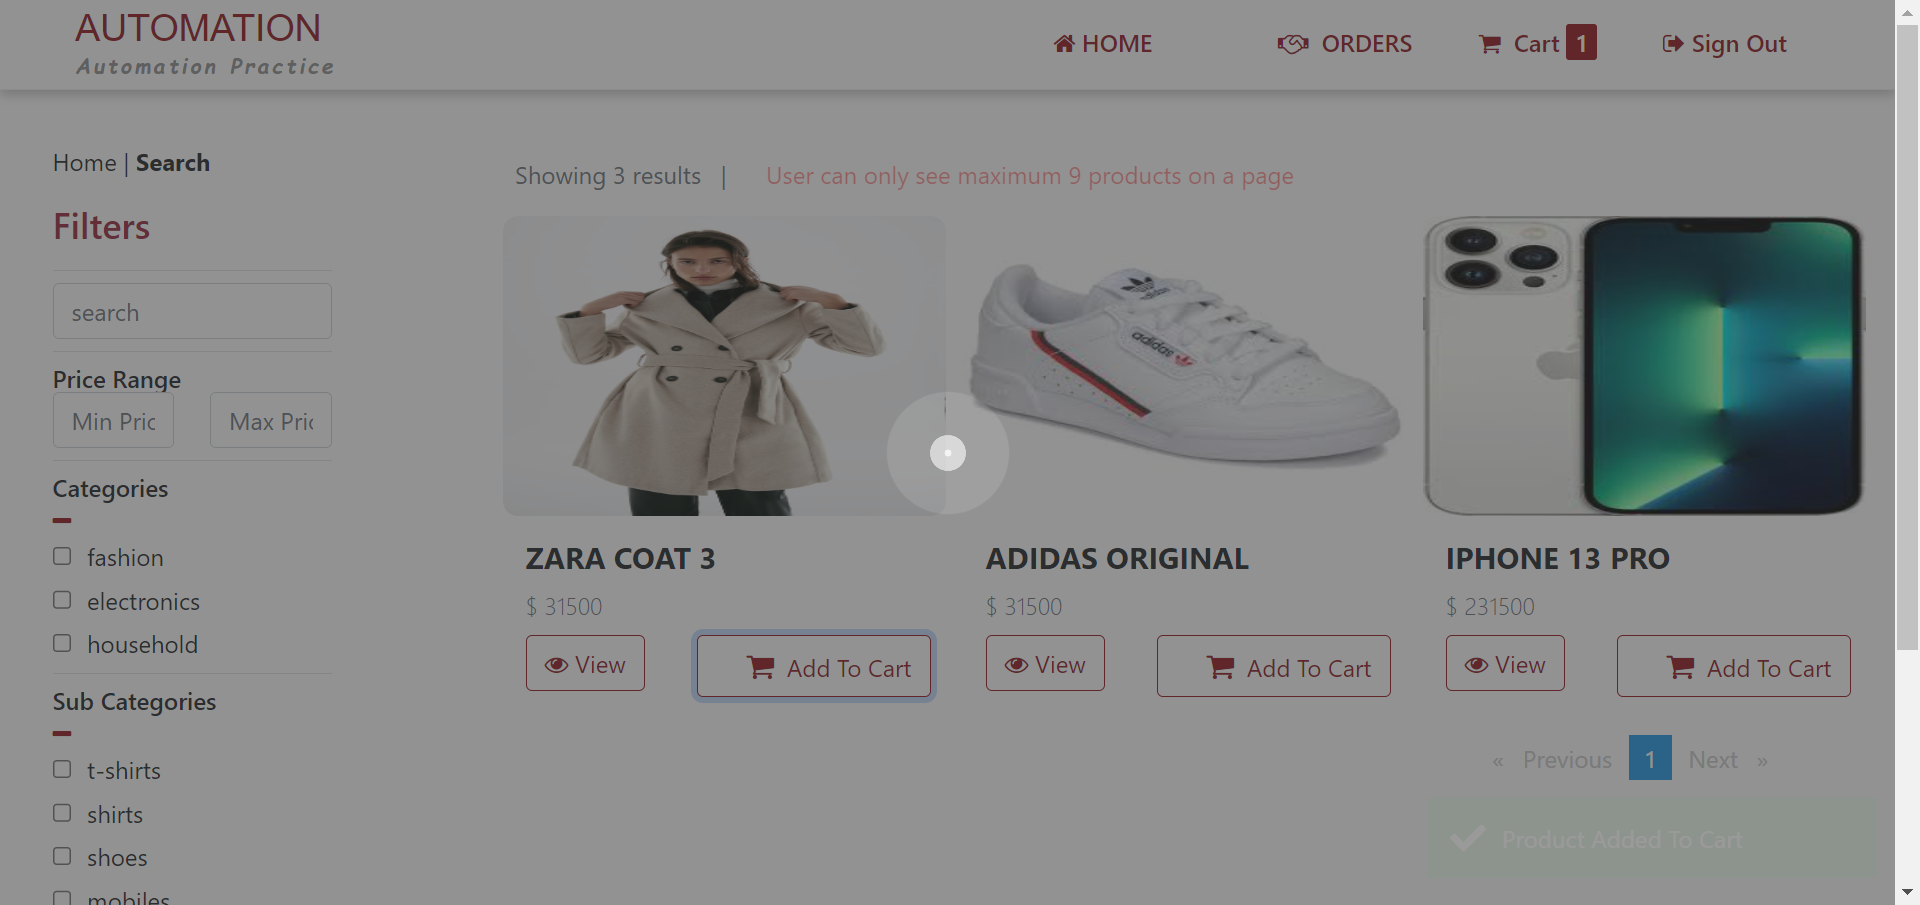 AUTOMATION
Automation Practice
HOME
ORDERS
Cart 1
Sign Out
Home | Search
Filters
search
Price Range
Min Pric
Max Pric
Categories
fashion
electronics
household
Sub Categories
t-shirts
shirts
shoes
mobiles
Showing 3 results |
User can only see maximum 9 products on a page
adidas
adidas
ZARA COAT 3
$ 31500
View
Add To Cart
ADIDAS ORIGINAL
$ 31500
View
Add To Cart
IPHONE 13 PRO
$ 231500
View
Add To Cart
« Previous 1 Next »
Product Added To Cart